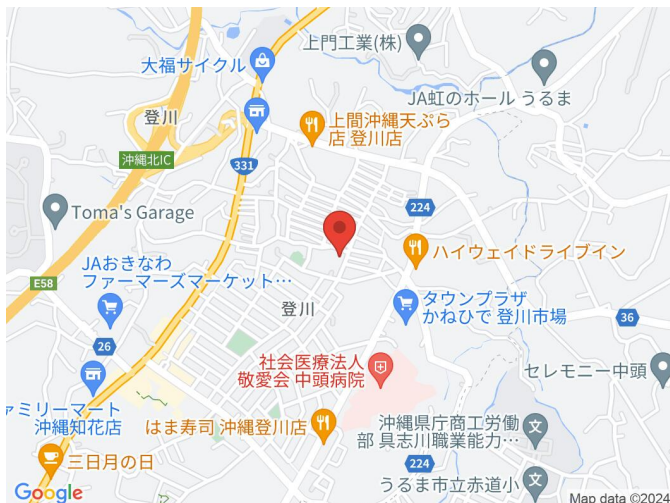 上門工業(株)
大福サイクル
JA虹のホール うるま
登川
上間沖縄天ぷら
店 登川店
沖縄北IC
331
224
Toma's Garage
ハイウェイドライブイン
E58
JAおきなわ
ファーマーズマーケット…
登川
タウンプラザ
かねひで 登川市場
36
26
社会医療法人
敬愛会 中頭病院
セレモニー中頭
ァミリーマート
沖縄知花店
はま寿司 沖縄登川店
沖縄県庁商工労働
部 具志川職業能力…
三日月の日
224
うるま市立赤道小
Google
Map data ©2024